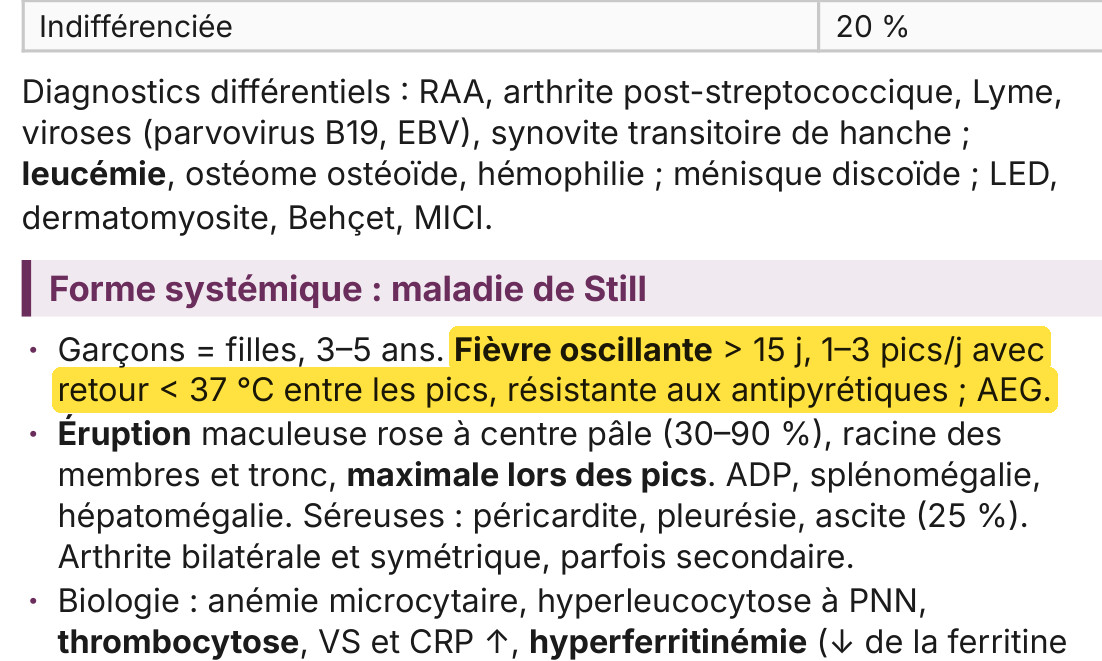 Indifférenciée 20 %
Diagnostics différentiels : RAA, arthrite post-streptococcique, Lyme,
viroses (parvovirus B19, EBV), synovite transitoire de hanche ;
leucémie, ostéome ostéoïde, hémophilie ; ménisque discoïde ; LED,
dermatomyosite, Behçet, MICI.
Forme systémique : maladie de Still
• Garçons = filles, 3–5 ans. Fièvre oscillante > 15 j, 1–3 pics/j avec
retour < 37 °C entre les pics, résistante aux antipyrétiques ; AEG.
• Éruption maculeuse rose à centre pâle (30–90 %), racine des
membres et tronc, maximale lors des pics. ADP, splénomégalie,
hépatomégalie. Séreuses : péricardite, pleurésie, ascite (25 %).
Arthrite bilatérale et symétrique, parfois secondaire.
• Biologie : anémie microcytaire, hyperleucocytose à PNN,
thrombocytose, VS et CRP ↑, hyperferritinémie (↓ de la ferritine